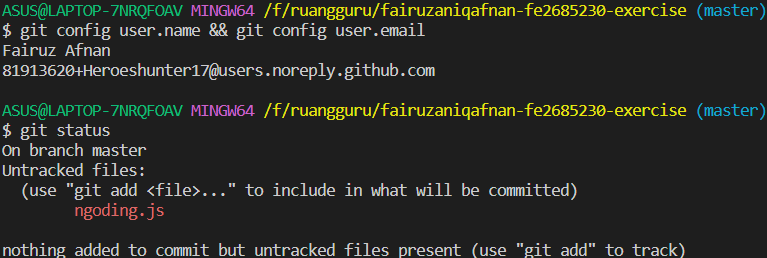 ASUS@LAPTOP-7NRQFOAV MINGW64 /f/ruangguru/fairuzaniqafnan-fe2685230-exercise (master)
$ git config user.name && git config user.email
Fairuz Afnan
81913620+Heroeshunter17@users.noreply.github.com
ASUS@LAPTOP-7NRQFOAV MINGW64 /f/ruangguru/fairuzaniqafnan-fe2685230-exercise (master)
$ git status
On branch master
Untracked files:
  (use "git add <file>..." to include in what will be committed)
        ngoding.js
nothing added to commit but untracked files present (use "git add" to track)